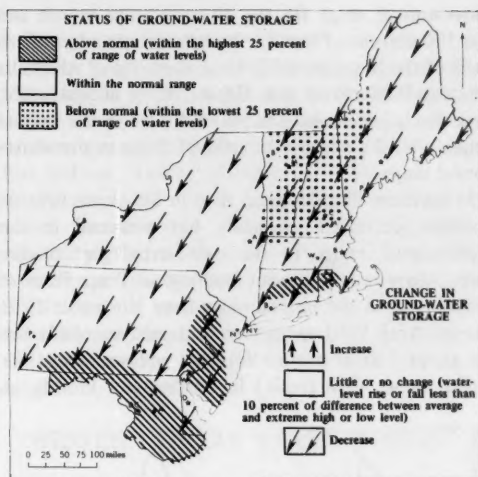 STATUS OF GROUND-WATER STORAGE
Above normal (within the highest 25 percent
of range of water levels)
Within the normal range
Below normal (within the lowest 25 percent
of range of water levels)
N
CHANGE IN
GROUND-WATER
STORAGE
Increase
Little or no change (water-
level rise or fall less than
10 percent of difference between average
and extreme high or low level)
Decrease
0 25 50 75 100 miles